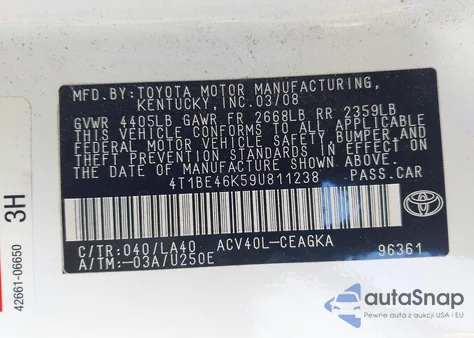 MFD.BY:TOYOTA MOTOR MANUFACTURING,
KENTUCKY,INC.03/08
GVWR 4405LB GAWR FR 2668LB RR 2359LB
THIS VEHICLE CONFORMS TO ALL APPLICABLE
FEDERAL MOTOR VEHICLE SAFETY, BUMPER, AND
THEFT PREVENTION STANDARDS IN EFFECT ON
THE DATE OF MANUFACTURE SHOWN ABOVE.
4T1BE46K59U811238 PASS.CAR
C/TR:040/LA40 ACV40L-CEAGKA
A/TM:-03A/U250E 96361
3H
42661-06650
autoSnap
Pewne auta z aukcji USA i EU